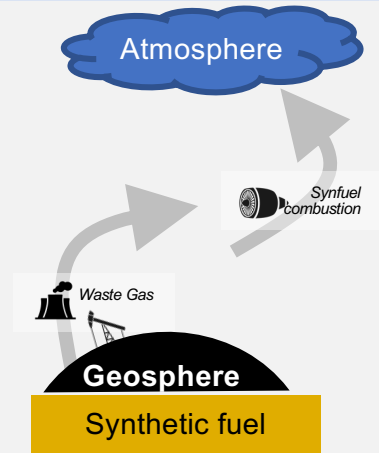 Atmosphere
Synfuel
combustion
Waste Gas
Geosphere
Synthetic fuel